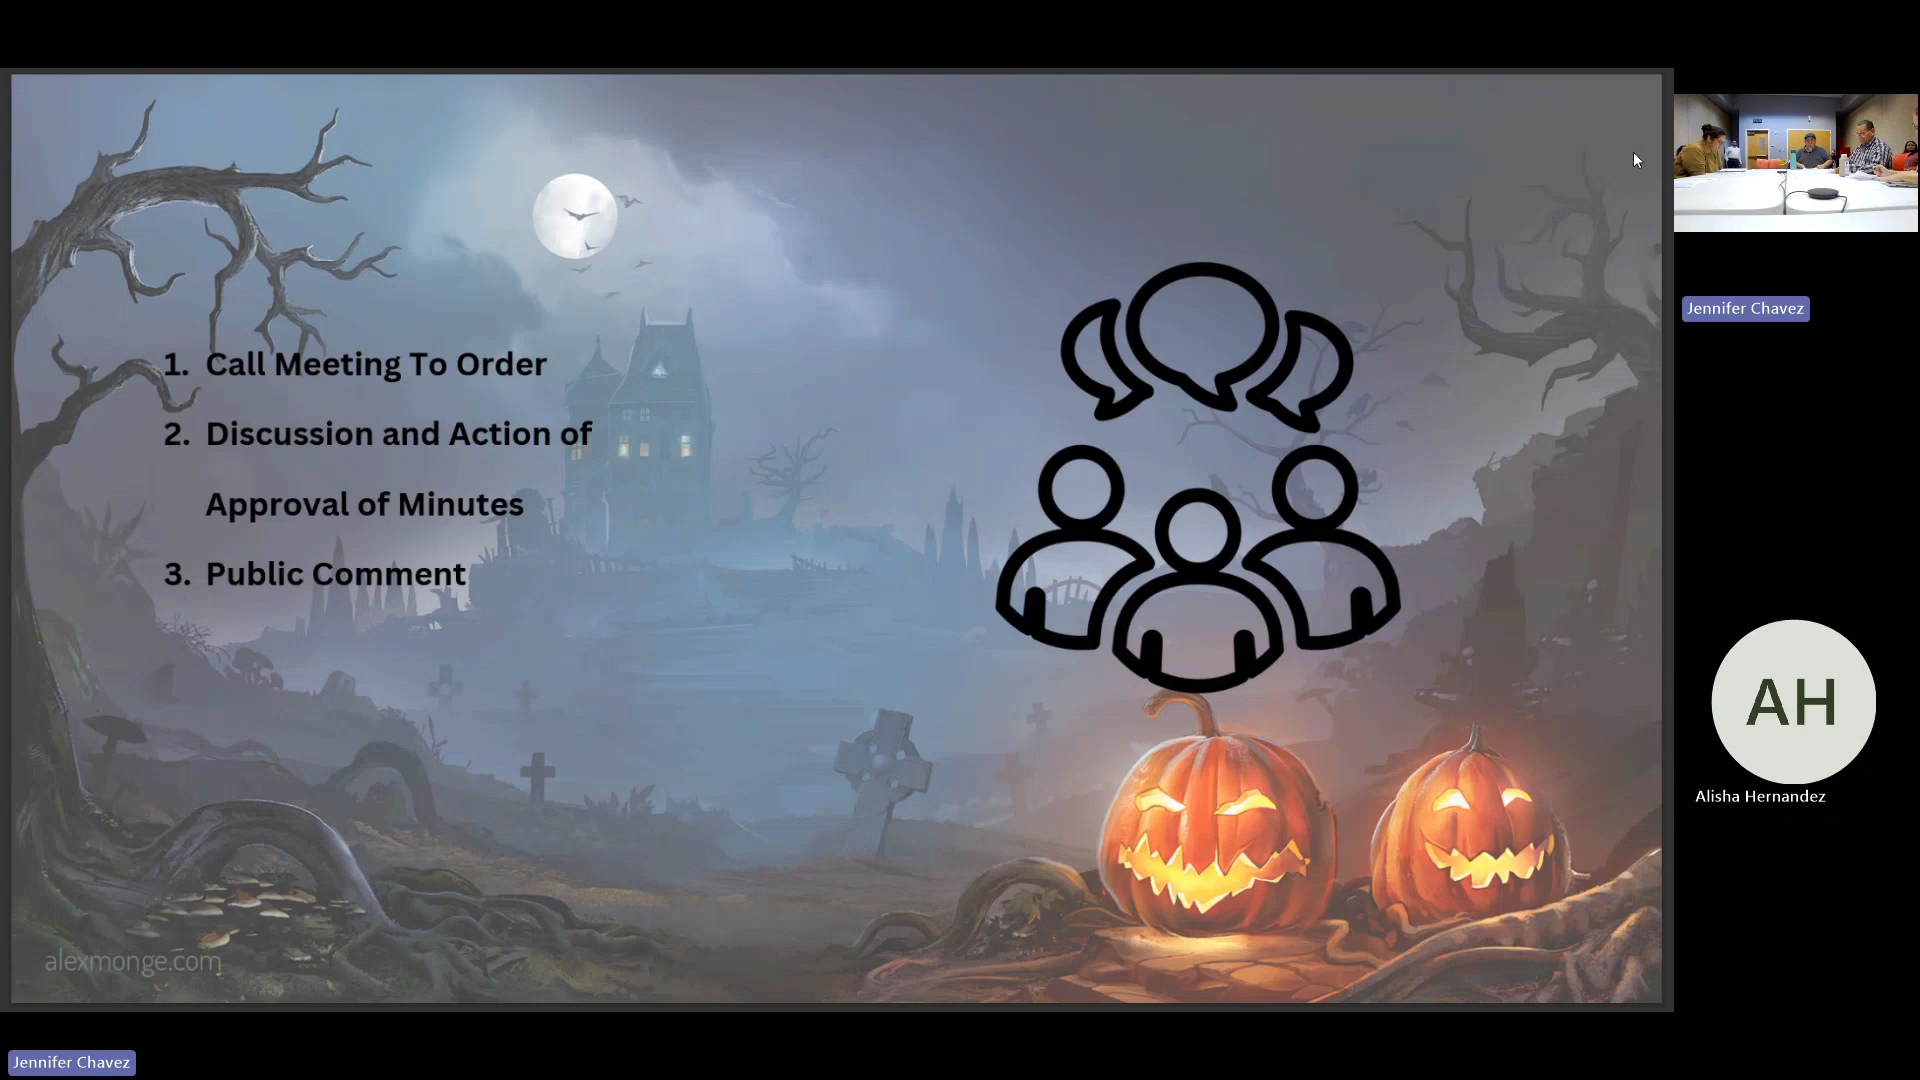 1. Call Meeting To Order
2. Discussion and Action of
Approval of Minutes
3. Public Comment
alexmonge.com
Jennifer Chavez
AH
Alisha Hernandez
Jennifer Chavez